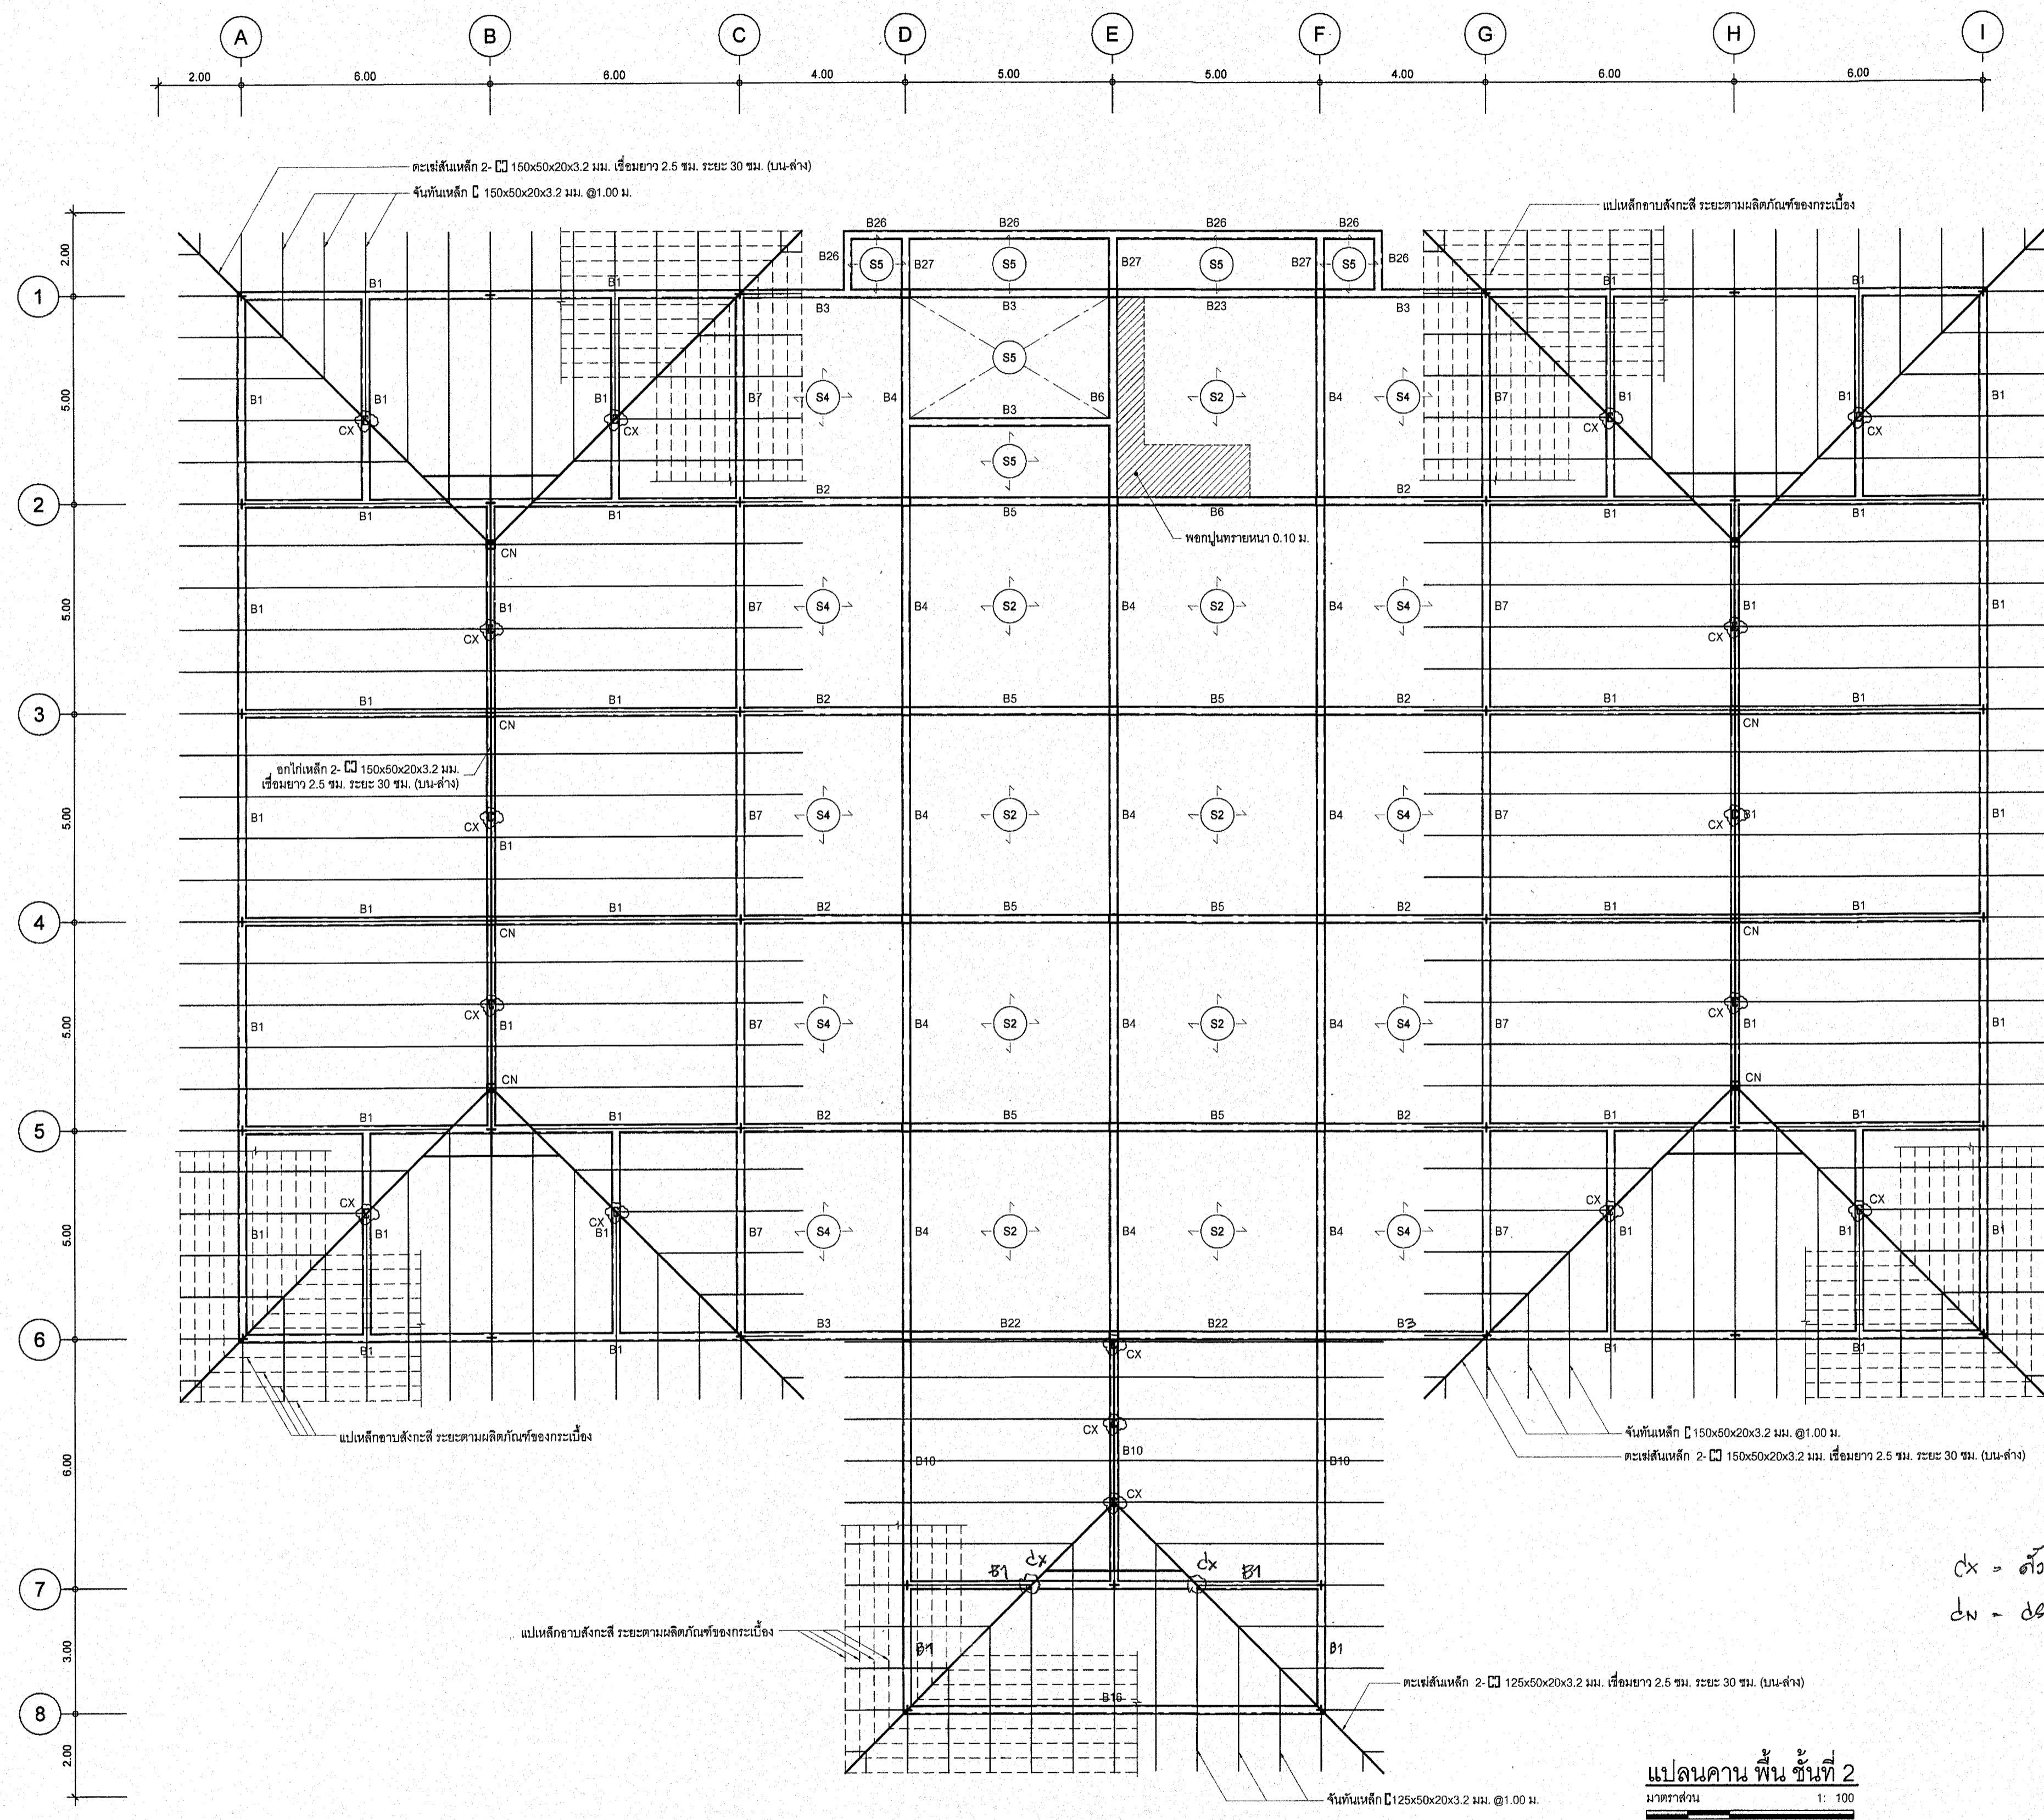 A B C D E F G H I
2.00 6.00 6.00 4.00 5.00 5.00 4.00 6.00 6.00
ตะเฆ่สันเหล็ก 2- 150x50x20x3.2 มม. เชื่อมยาว 2.5 ซม. ระยะ 30 ซม. (บน-ล่าง)
จันทันเหล็ก 150x50x20x3.2 มม. @1.00 ม.
แปเหล็กอาบสังกะสี ระยะตามผลิตภัณฑ์ของกระเบื้อง
B26 B26 B26 B26
2.00 B26 S5 B27 S5 B27 S5 B27 S5 B26
B1 B1 B1 B1
1
B3 B3 B23 B3
S5
5.00 B1 B1 B1 B7 S4 B4 B6 S2 B4 S4 B7 B1 B1 B1
B3
CX CX CX CX
S5
B2 B2
2
B1 B1 B5 B6 B1 B1
พอกปูนทรายหนา 0.10 ม.
CN
5.00 B1 B1 B7 S4 B4 S2 B4 S2 B4 S4 B7 B1 B1
CX CX
B1 B1 B2 B5 B5 B2 B1 B1
3
CN CN
อกไก่เหล็ก 2- 150x50x20x3.2 มม.
เชื่อมยาว 2.5 ซม. ระยะ 30 ซม. (บน-ล่าง)
5.00 B1 B7 S4 B4 S2 B4 S2 B4 S4 B7 B1 B1
CX CX
B1
B1 B1 B2 B5 B5 B2 B1 B1
4
CN CN
CX CX
5.00 B1 B1 B7 S4 B4 S2 B4 S2 B4 S4 B7 B1 B1
CN CN
B1 B1 B2 B5 B5 B2 B1 B1
5
CX CX CX CX
5.00 B1 B1 B1 B7 S4 B4 S2 B4 S2 B4 S4 B7 B1 B1 B1
B3 B22 B22 B3
6
B1 B1 CX B1 B1
แปเหล็กอาบสังกะสี ระยะตามผลิตภัณฑ์ของกระเบื้อง
CX
จันทันเหล็ก 150x50x20x3.2 มม. @1.00 ม.
B10
6.00 B10 B10
ตะเฆ่สันเหล็ก 2- 150x50x20x3.2 มม. เชื่อมยาว 2.5 ซม. ระยะ 30 ซม. (บน-ล่าง)
CX
B1 CX CX B1
CX =
7
CN =
แปเหล็กอาบสังกะสี ระยะตามผลิตภัณฑ์ของกระเบื้อง
3.00 B1 B1
ตะเฆ่สันเหล็ก 2- 125x50x20x3.2 มม. เชื่อมยาว 2.5 ซม. ระยะ 30 ซม. (บน-ล่าง)
B16
8
2.00
แปลนคาน พื้น ชั้นที่ 2
มาตราส่วน 1: 100
จันทันเหล็ก 125x50x20x3.2 มม. @1.00 ม.